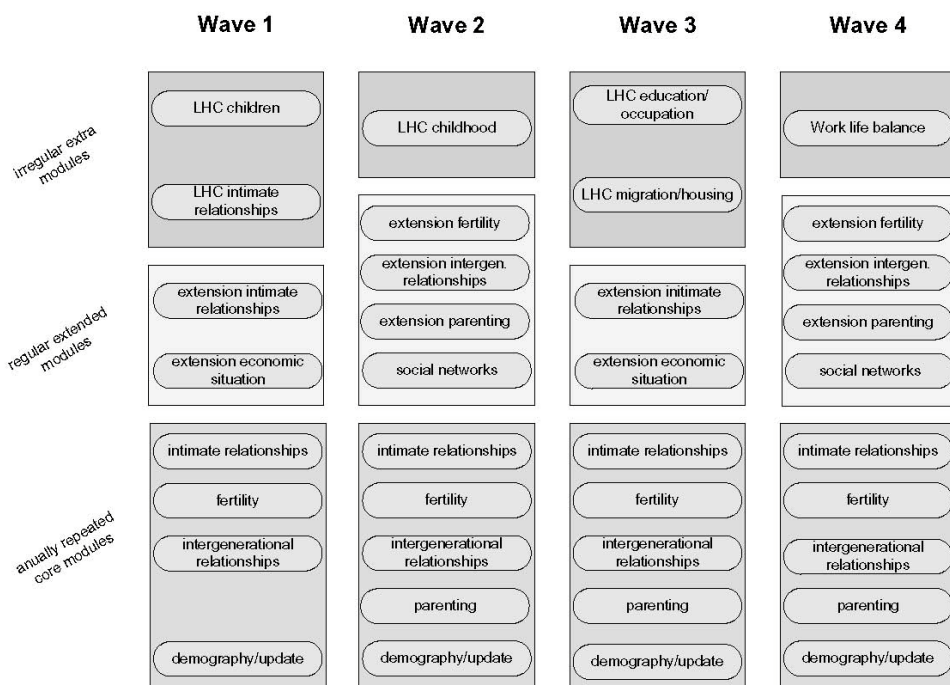 Wave 1
Wave 2
Wave 3
Wave 4
irregular extra
modules
LHC children
LHC intimate
relationships
LHC childhood
LHC education/
occupation
LHC migration/housing
Work life balance
regular extended
modules
extension intimate
relationships
extension economic
situation
extension fertility
extension intergen.
relationships
extension parenting
social networks
extension initimate
relationships
extension economic
situation
extension fertility
extension intergen.
relationships
extension parenting
social networks
anually repeated
core modules
intimate relationships
fertility
intergenerational
relationships
demography/update
intimate relationships
fertility
intergenerational
relationships
parenting
demography/update
intimate relationships
fertility
intergenerational
relationships
parenting
demography/update
intimate relationships
fertility
intergenerational
relationships
parenting
demography/update